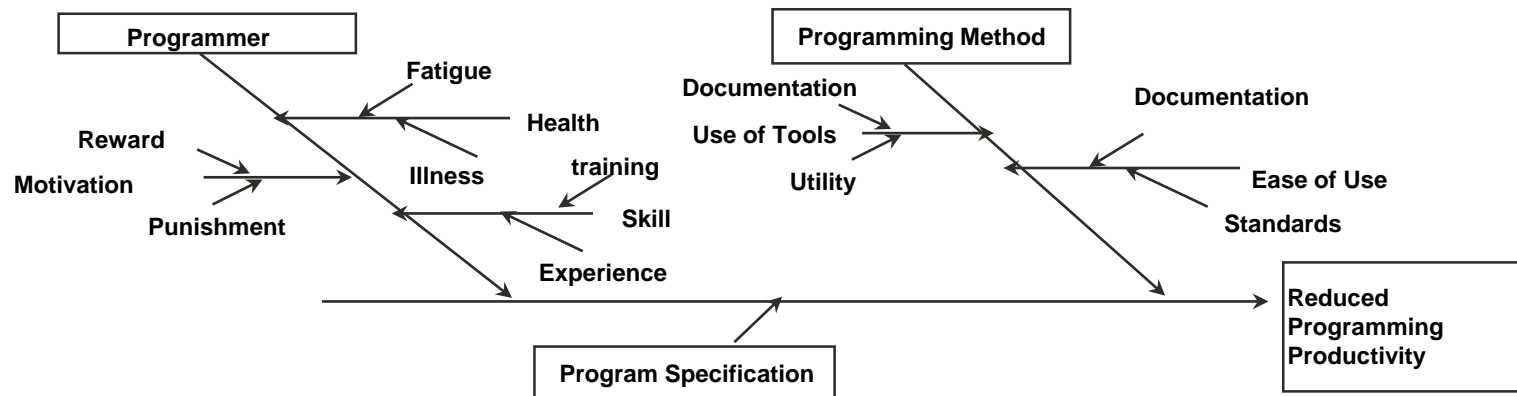 Programmer
Programming Method
Fatigue
Documentation
Documentation
Health
Use of Tools
Reward
training
Motivation
Illness
Utility
Ease of Use
Punishment
Skill
Standards
Experience
Reduced
Programming
Productivity
Program Specification